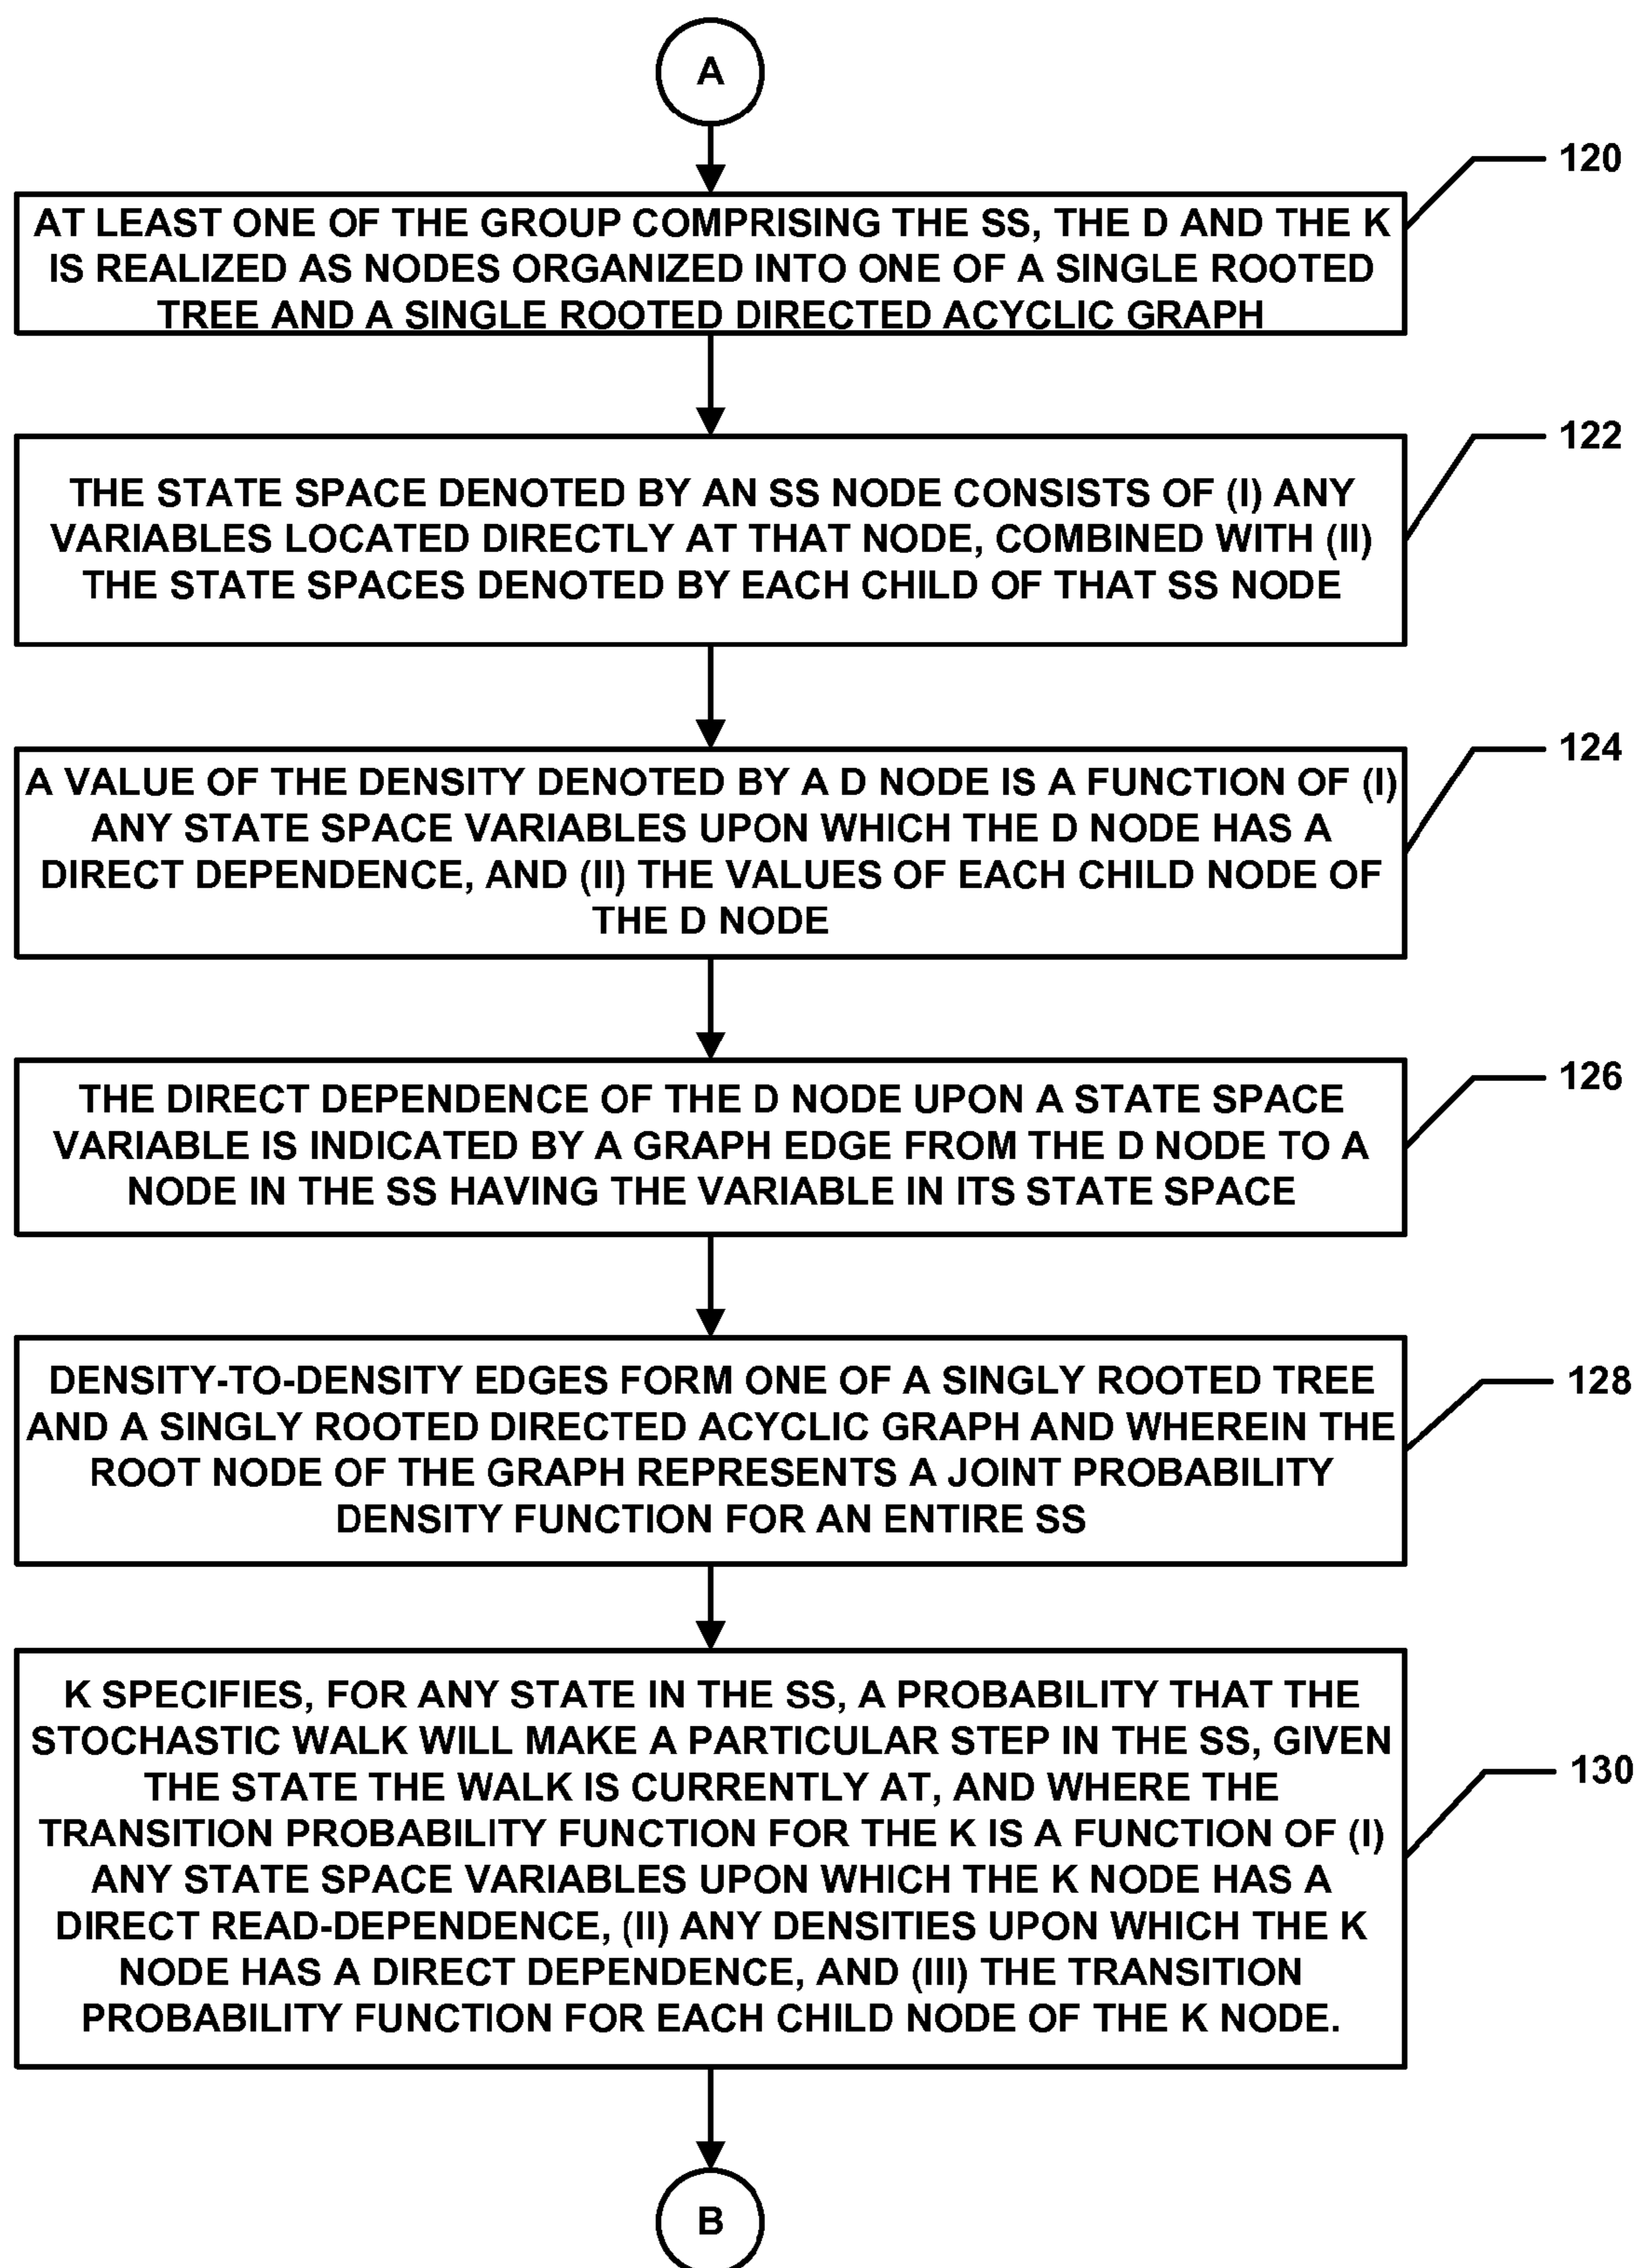 A
120
AT LEAST ONE OF THE GROUP COMPRISING THE SS, THE D AND THE K
IS REALIZED AS NODES ORGANIZED INTO ONE OF A SINGLE ROOTED
TREE AND A SINGLE ROOTED DIRECTED ACYCLIC GRAPH
122
THE STATE SPACE DENOTED BY AN SS NODE CONSISTS OF (I) ANY
VARIABLES LOCATED DIRECTLY AT THAT NODE, COMBINED WITH (II)
THE STATE SPACES DENOTED BY EACH CHILD OF THAT SS NODE
124
A VALUE OF THE DENSITY DENOTED BY A D NODE IS A FUNCTION OF (I)
ANY STATE SPACE VARIABLES UPON WHICH THE D NODE HAS A
DIRECT DEPENDENCE, AND (II) THE VALUES OF EACH CHILD NODE OF
THE D NODE
126
THE DIRECT DEPENDENCE OF THE D NODE UPON A STATE SPACE
VARIABLE IS INDICATED BY A GRAPH EDGE FROM THE D NODE TO A
NODE IN THE SS HAVING THE VARIABLE IN ITS STATE SPACE
128
DENSITY-TO-DENSITY EDGES FORM ONE OF A SINGLY ROOTED TREE
AND A SINGLY ROOTED DIRECTED ACYCLIC GRAPH AND WHEREIN THE
ROOT NODE OF THE GRAPH REPRESENTS A JOINT PROBABILITY
DENSITY FUNCTION FOR AN ENTIRE SS
130
K SPECIFIES, FOR ANY STATE IN THE SS, A PROBABILITY THAT THE
STOCHASTIC WALK WILL MAKE A PARTICULAR STEP IN THE SS, GIVEN
THE STATE THE WALK IS CURRENTLY AT, AND WHERE THE
TRANSITION PROBABILITY FUNCTION FOR THE K IS A FUNCTION OF (I)
ANY STATE SPACE VARIABLES UPON WHICH THE K NODE HAS A
DIRECT READ-DEPENDENCE, (II) ANY DENSITIES UPON WHICH THE K
NODE HAS A DIRECT DEPENDENCE, AND (III) THE TRANSITION
PROBABILITY FUNCTION FOR EACH CHILD NODE OF THE K NODE.
B